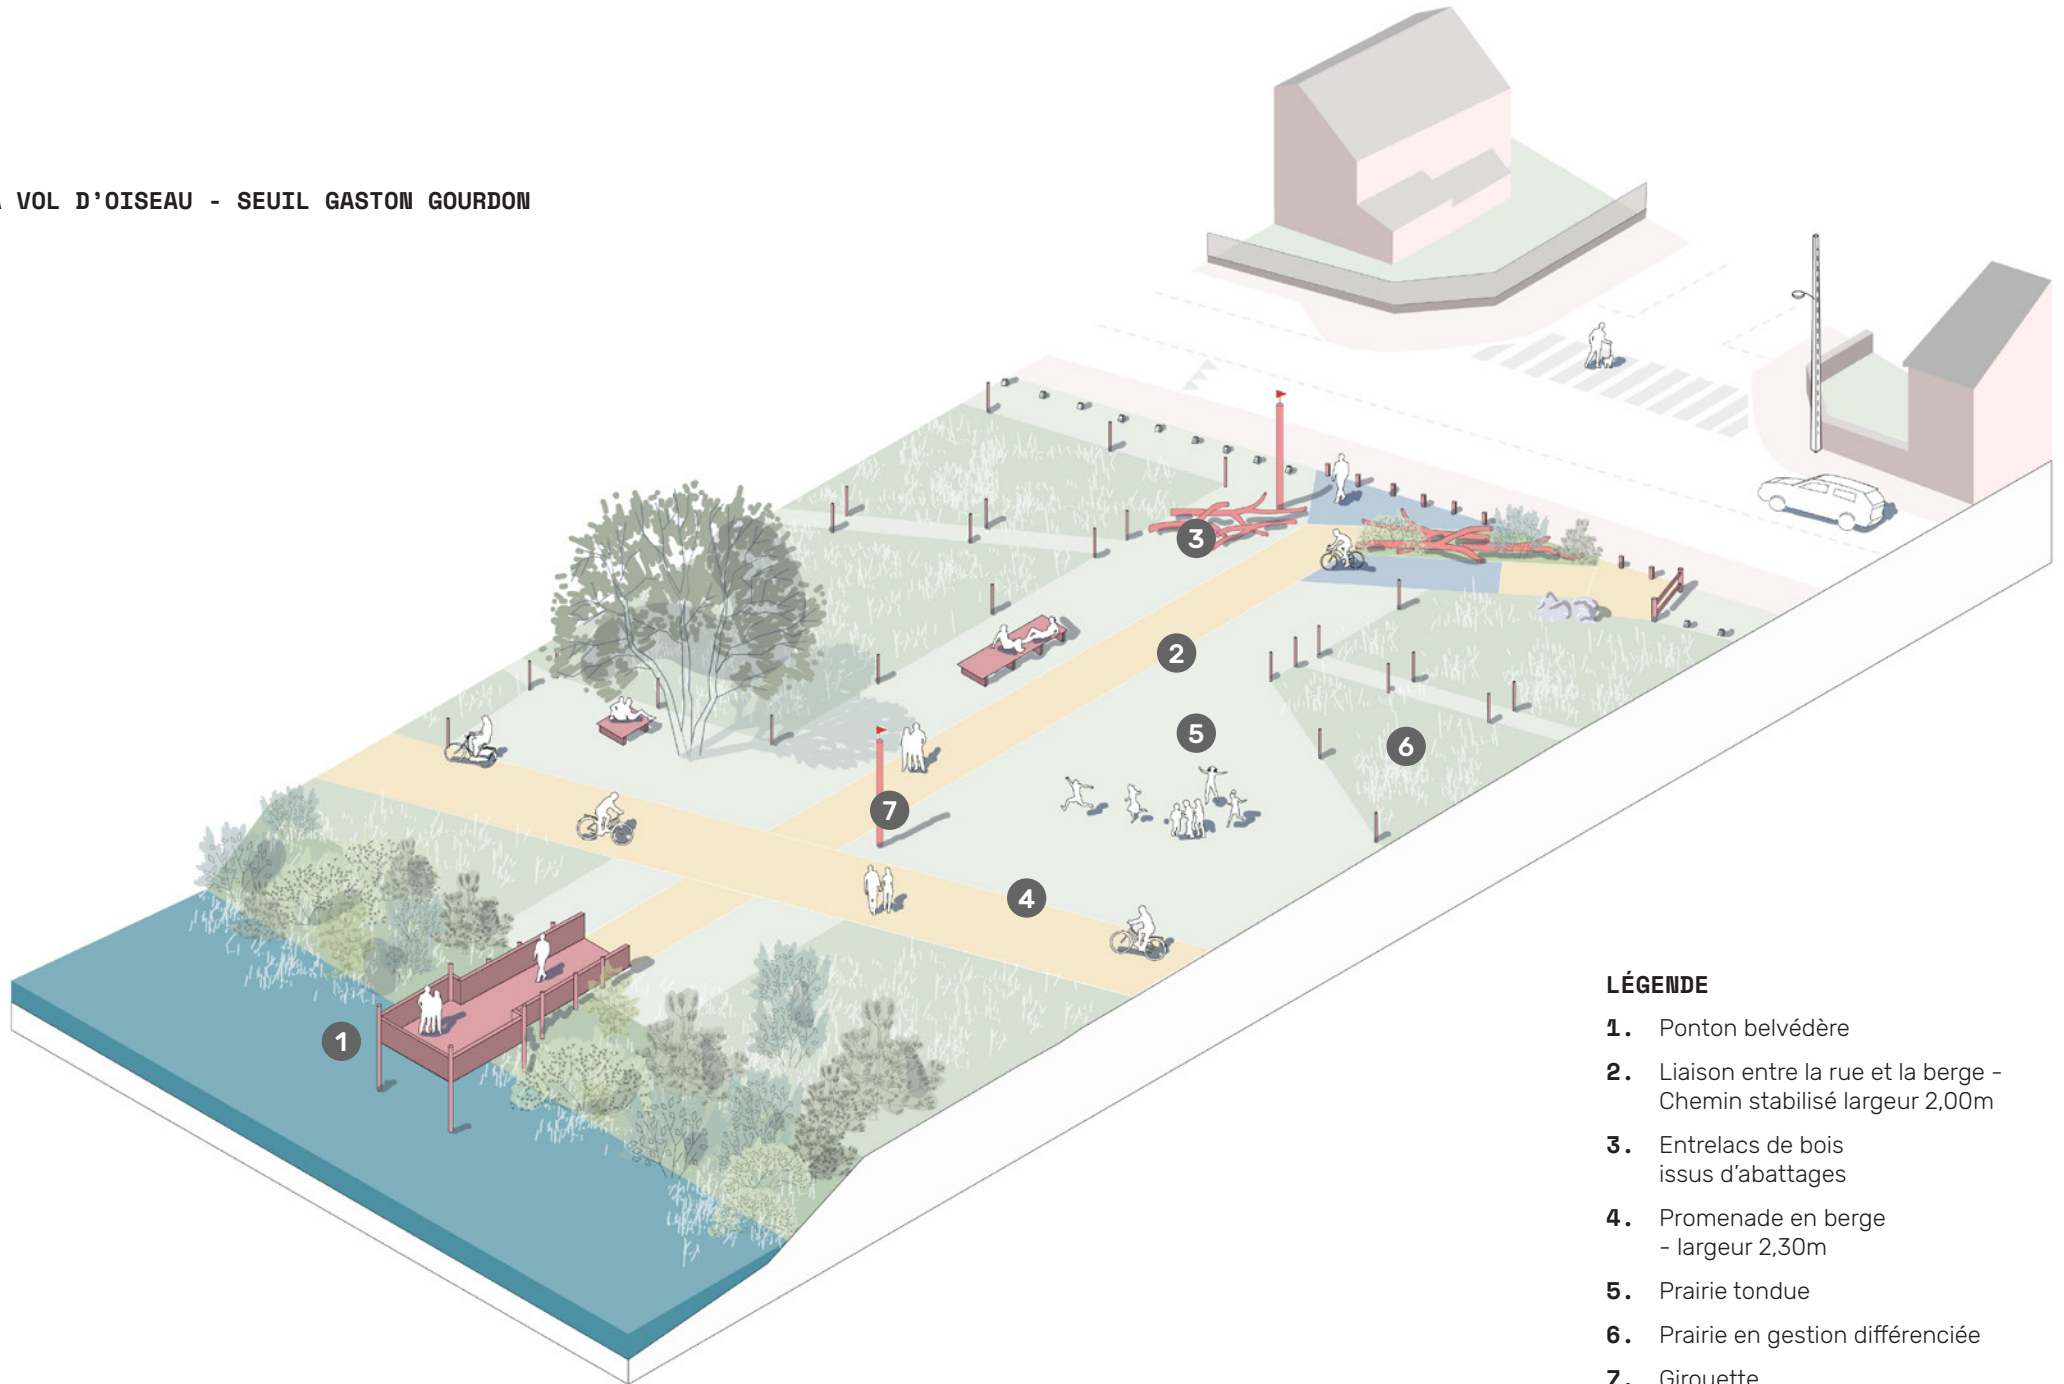 VOL D'OISEAU - SEUIL GASTON GOURDON
3
2
5
6
7
4
1
LÉGENDE
1. Ponton belvédère
2. Liaison entre la rue et la berge -
Chemin stabilisé largeur 2,00m
3. Entrelacs de bois
issus d'abattages
4. Promenade en berge
- largeur 2,30m
5. Prairie tondue
6. Prairie en gestion différenciée
7. Girouette